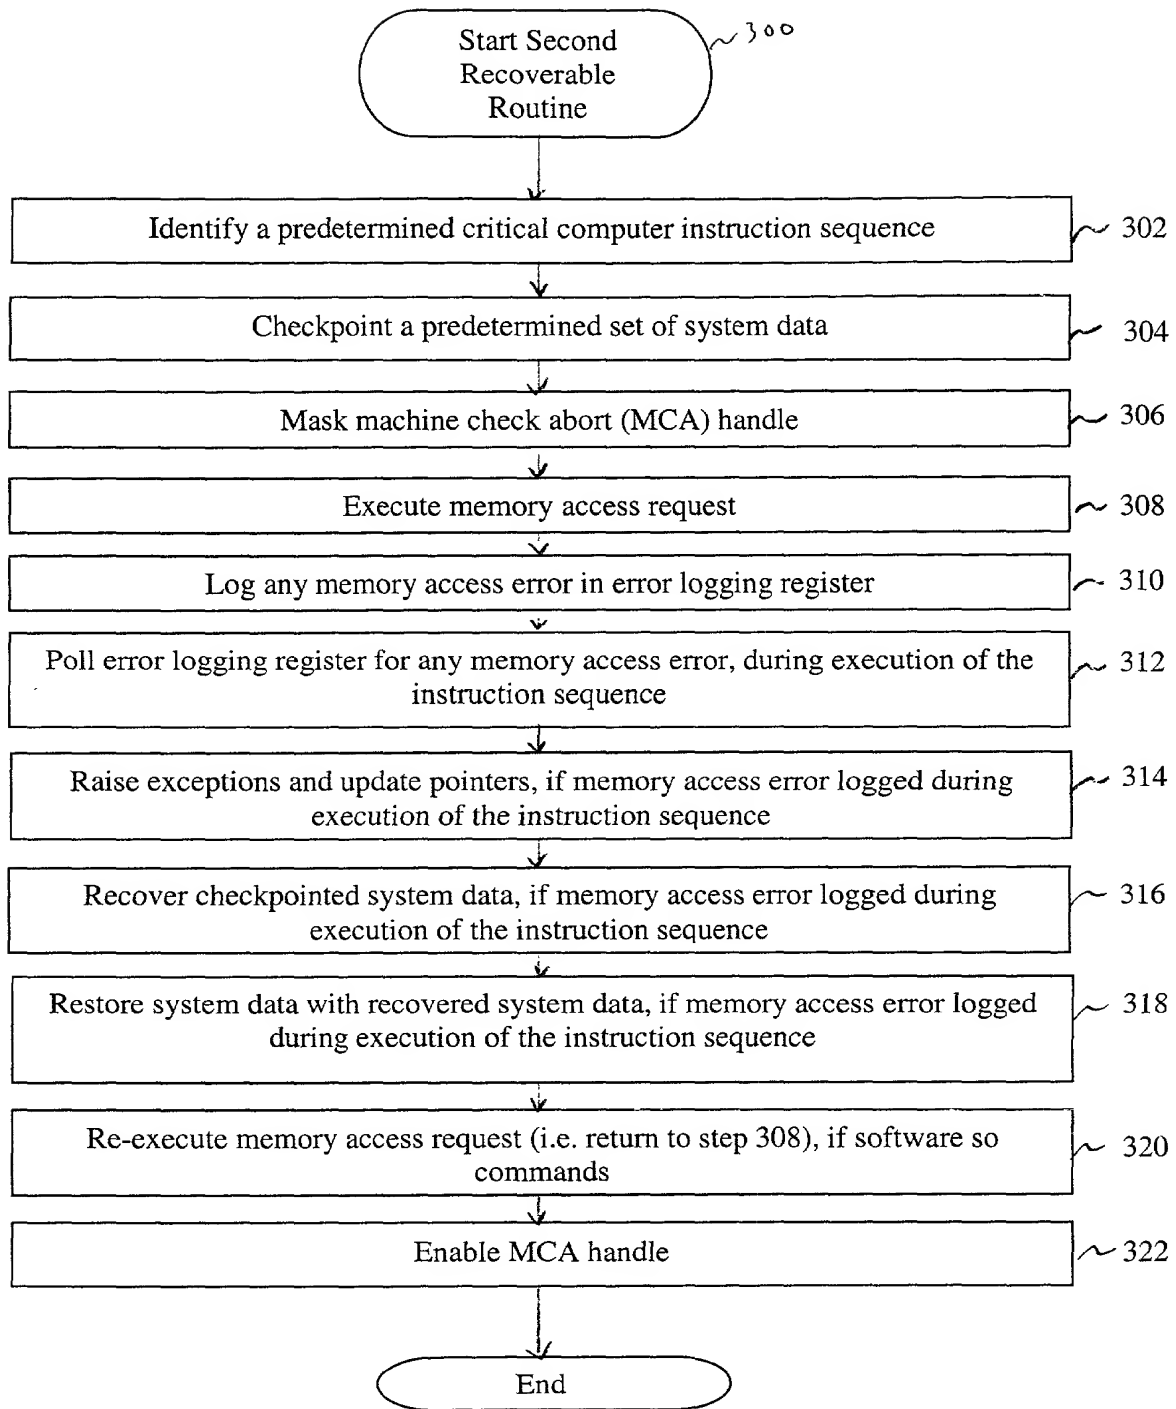 Start Second
300
Recoverable
Routine
Identify a predetermined critical computer instruction sequence
302
Checkpoint a predetermined set of system data
304
Mask machine check abort (MCA) handle
306
Execute memory access request
308
Log any memory access error in error logging register
310
Poll error logging register for any memory access error, during execution of the
instruction sequence
312
Raise exceptions and update pointers, if memory access error logged during
execution of the instruction sequence
314
Recover checkpointed system data, if memory access error logged during
execution of the instruction sequence
316
Restore system data with recovered system data, if memory access error logged
during execution of the instruction sequence
318
Re-execute memory access request (i.e. return to step 308), if software so
commands
320
Enable MCA handle
322
End